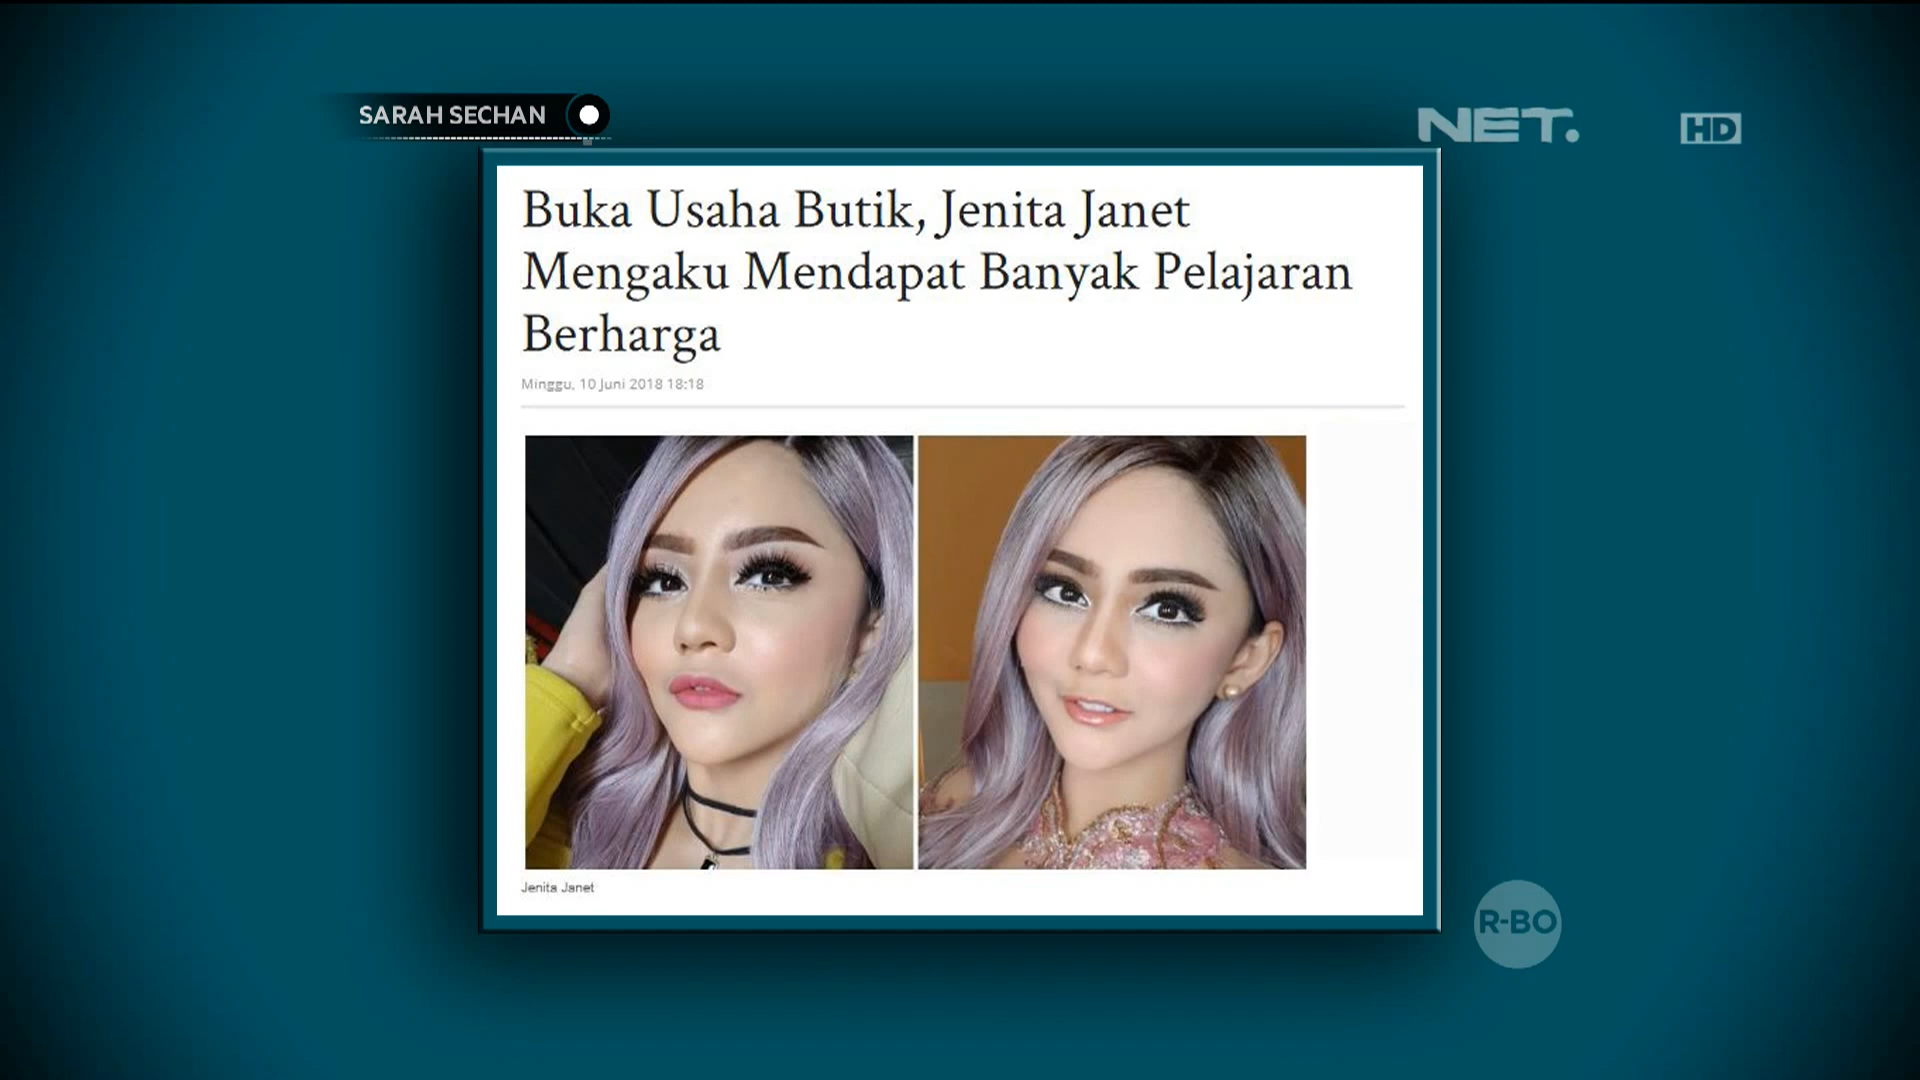 SARAH SECHAN
NET.
HD
Buka Usaha Butik, Jenita Janet
Mengaku Mendapat Banyak Pelajaran
Berharga
Minggu, 10 Juni 2018 18:18
Jenita Janet
R-BO